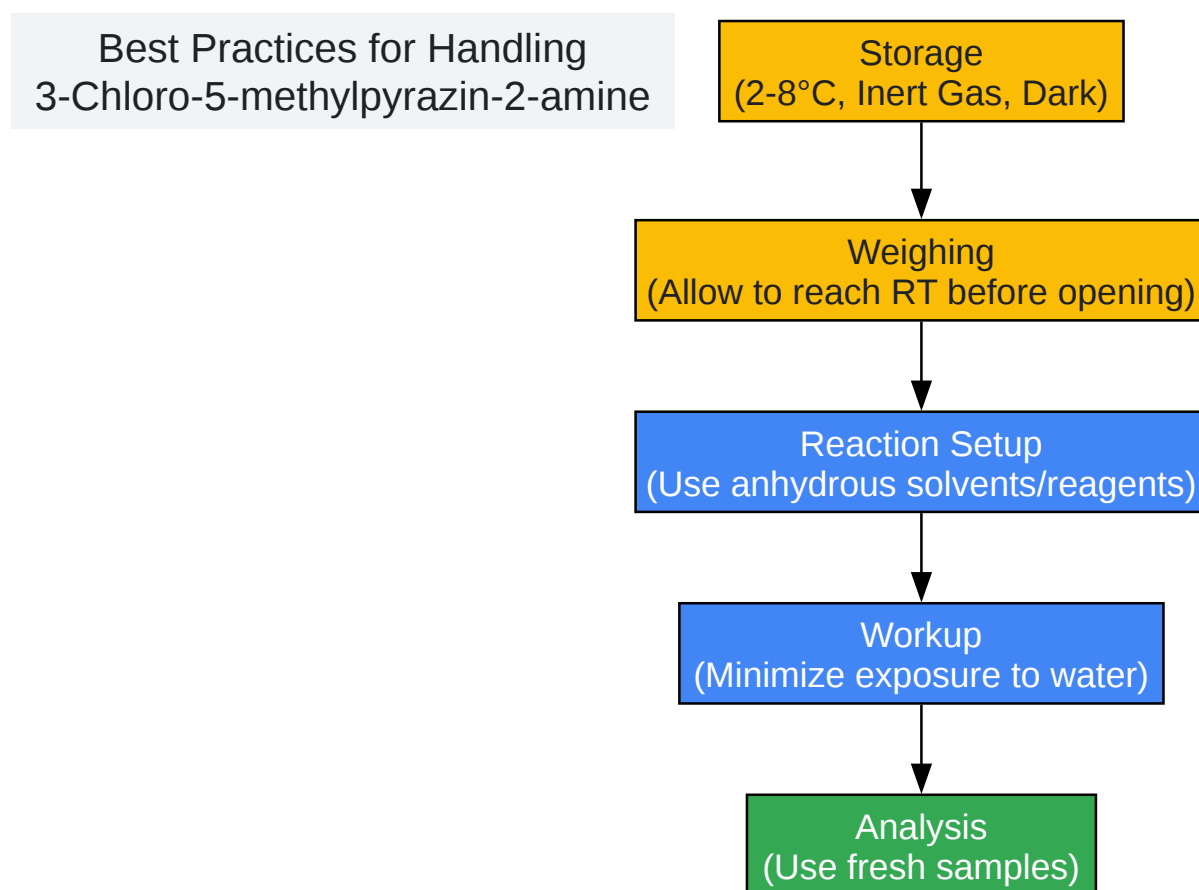 Best Practices for Handling
3-Chloro-5-methylpyrazin-2-amine
Storage
(2-8°C, Inert Gas, Dark)
Weighing
(Allow to reach RT before opening)
Reaction Setup
(Use anhydrous solvents/reagents)
Workup
(Minimize exposure to water)
Analysis
(Use fresh samples)